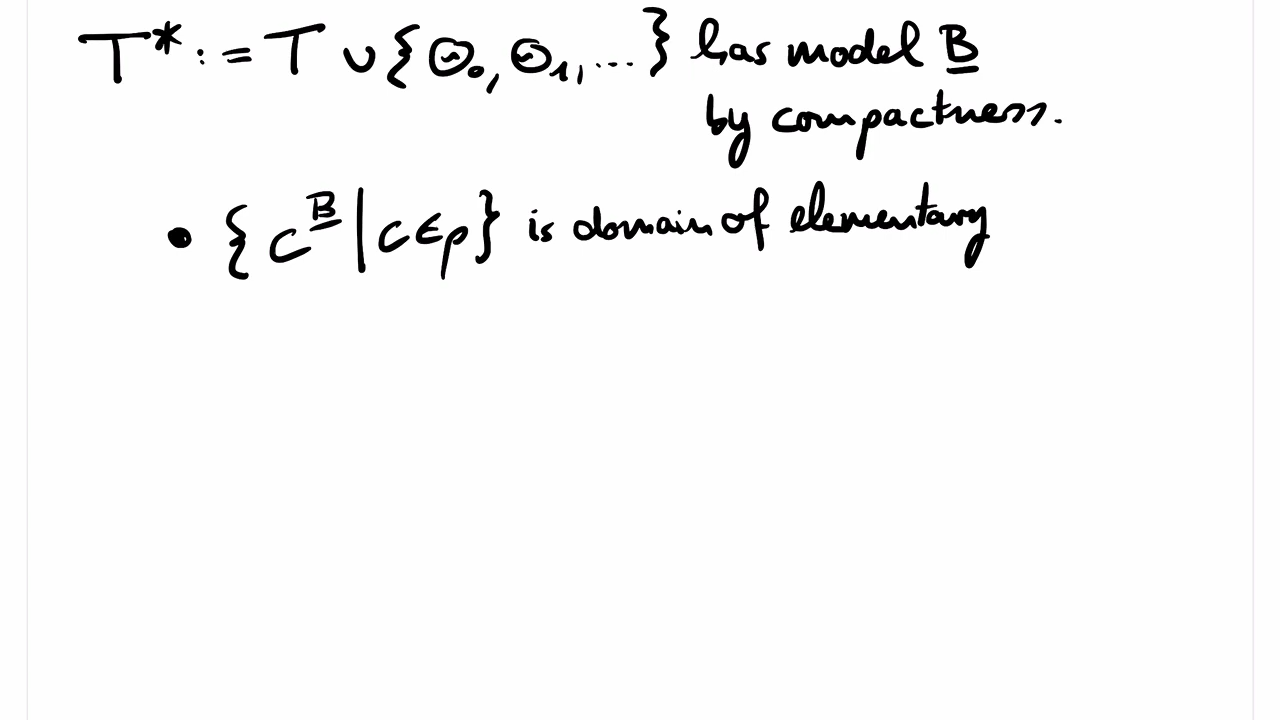 T* := T ∪ {Θ₀, Θ₁, ...} has model B̲
by compactness.
• {c^B̲ | c ∈ ρ} is domain of elementary